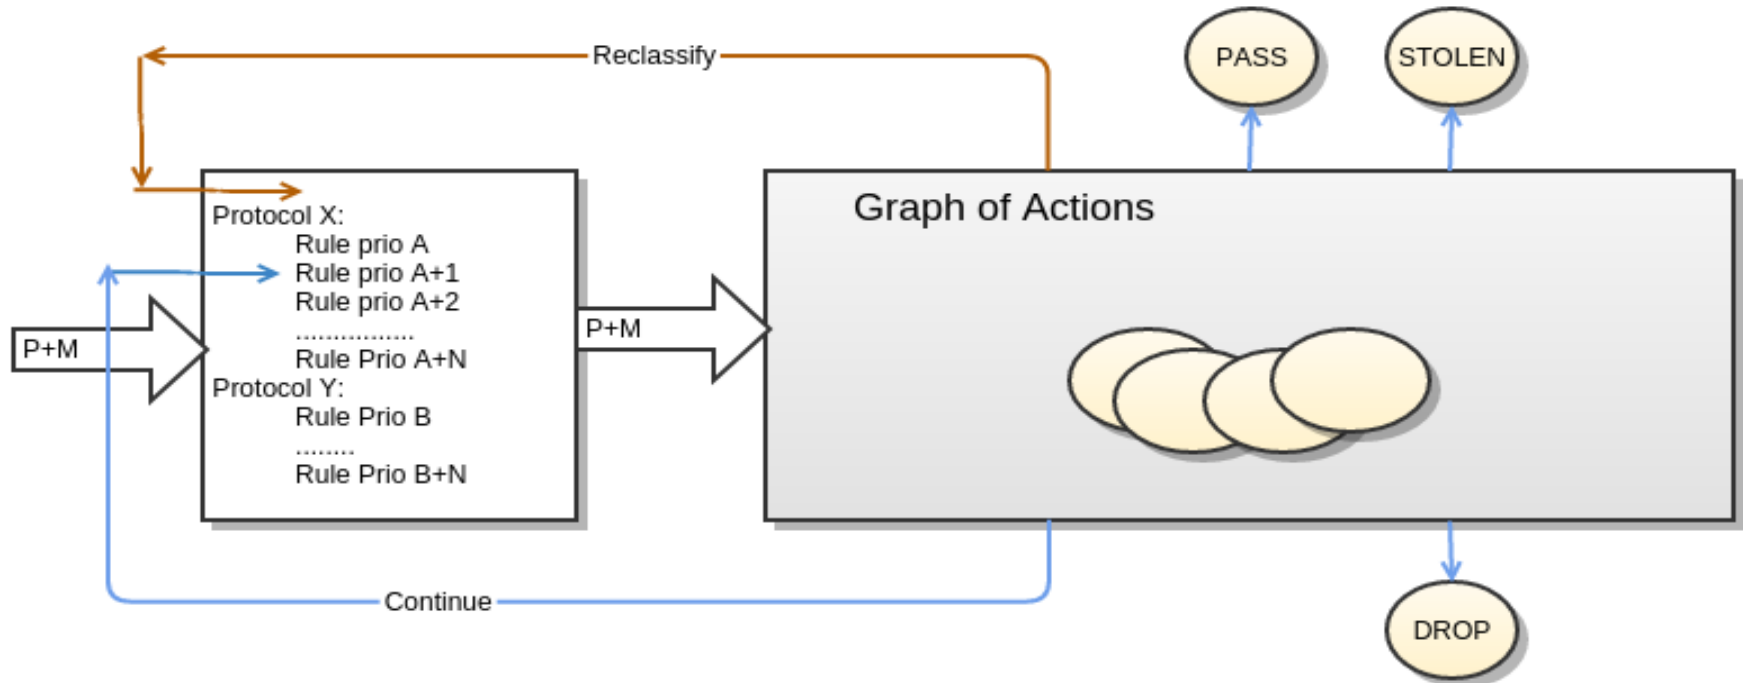 Reclassify
PASS
STOLEN
Graph of Actions
Protocol X:
Rule prio A
Rule prio A+1
Rule prio A+2
................
Rule Prio A+N
Protocol Y:
Rule Prio B
........
Rule Prio B+N
P+M
P+M
Continue
DROP